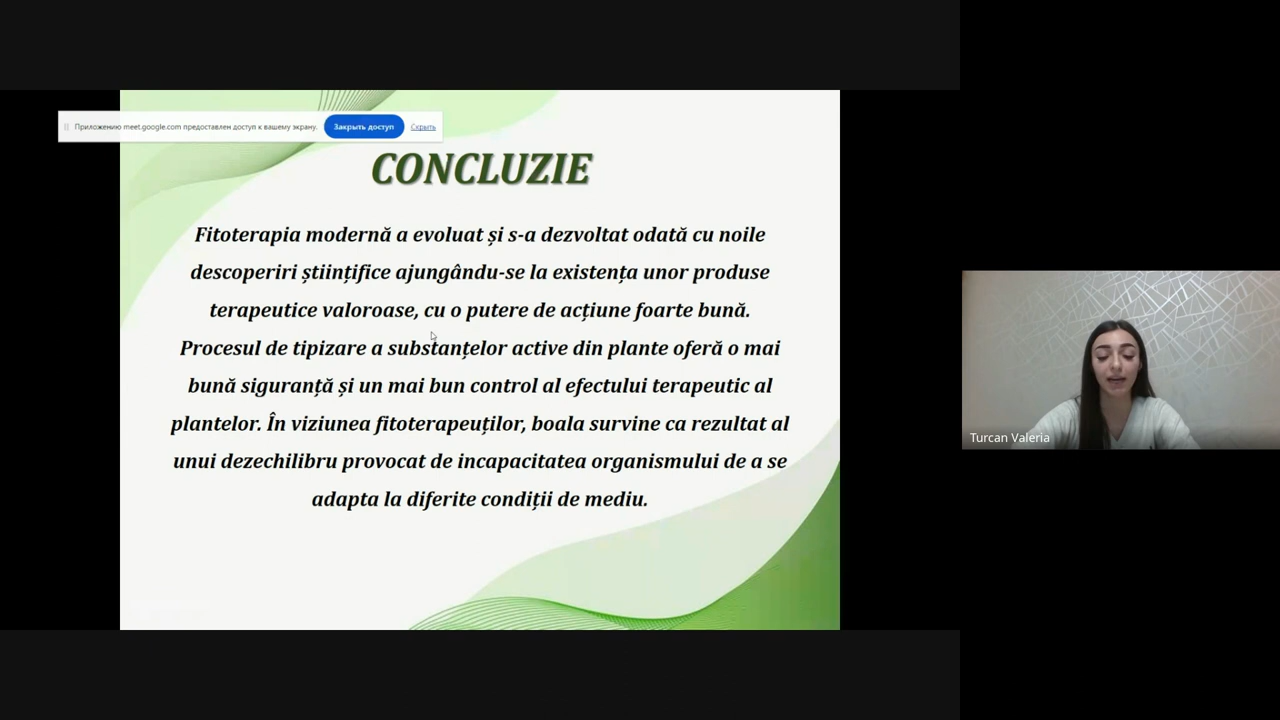 Приложению meet.google.com предоставлен доступ к вашему экрану.
Закрыть доступ
Скрыть
CONCLUZIE
Fitoterapia modernă a evoluat și s-a dezvoltat odată cu noile
descoperiri științifice ajungându-se la existența unor produse
terapeutice valoroase, cu o putere de acțiune foarte bună.
Procesul de tipizare a substanțelor active din plante oferă o mai
bună siguranță și un mai bun control al efectului terapeutic al
plantelor. În viziunea fitoterapeuților, boala survine ca rezultat al
unui dezechilibru provocat de incapacitatea organismului de a se
adapta la diferite condiții de mediu.
Turcan Valeria